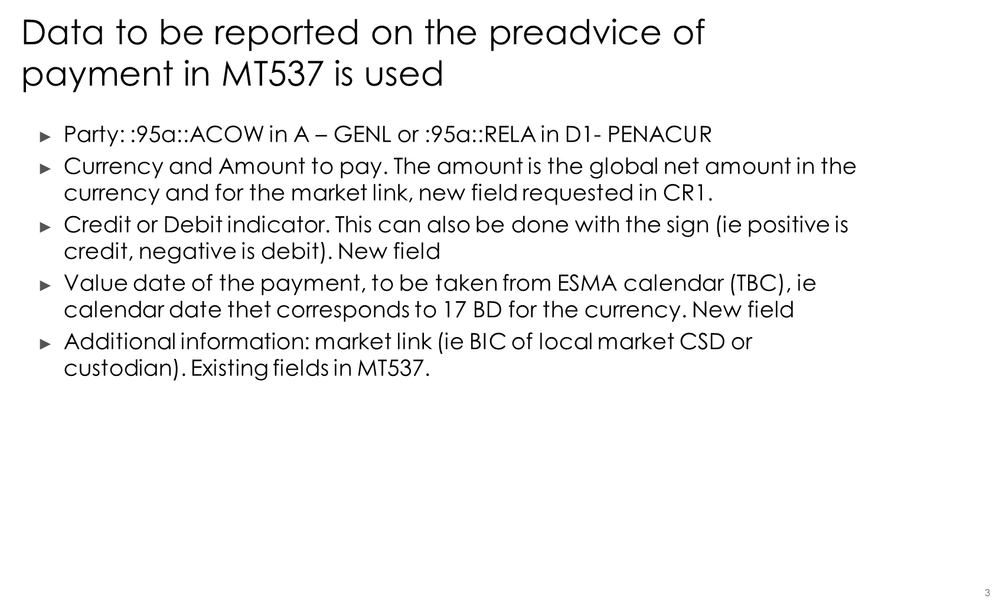 Data to be reported on the preadvice of
payment in MT537 is used
► Party: :95a::ACOW in A – GENL or :95a::RELA in D1- PENACUR
► Currency and Amount to pay. The amount is the global net amount in the
currency and for the market link, new field requested in CR1.
► Credit or Debit indicator. This can also be done with the sign (ie positive is
credit, negative is debit). New field
► Value date of the payment, to be taken from ESMA calendar (TBC), ie
calendar date thet corresponds to 17 BD for the currency. New field
► Additional information: market link (ie BIC of local market CSD or
custodian). Existing fields in MT537.
3